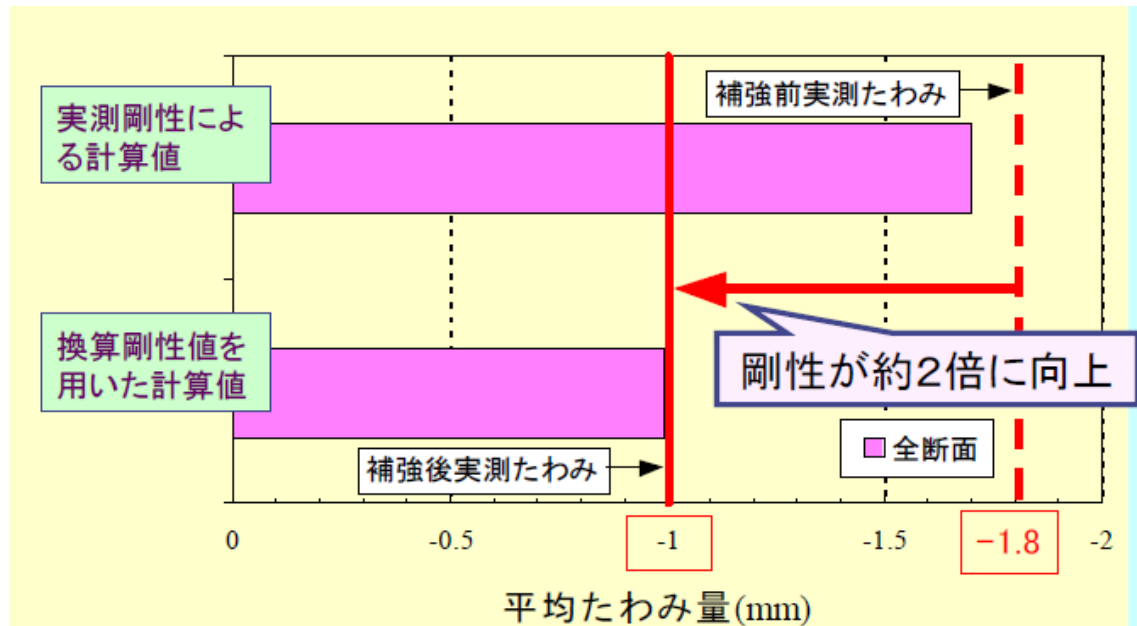 補強前実測たわみ
実測剛性によ
る計算値
剛性が約2倍に向上
換算剛性値を
用いた計算値
全断面
補強後実測たわみ
0
-0.5
-1
-1.5
-1.8
-2
平均たわみ量(mm)